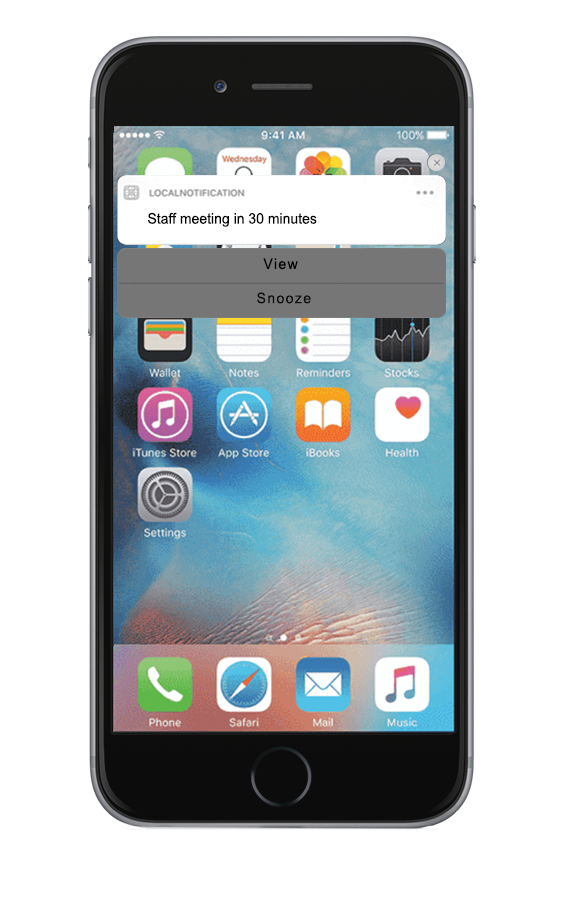 9:41 AM 100%
Wednesday
LOCALNOTIFICATION
Staff meeting in 30 minutes
View
Snooze
Wallet Notes Reminders Stocks
iTunes Store App Store iBooks Health
Settings
Phone Safari Mail Music